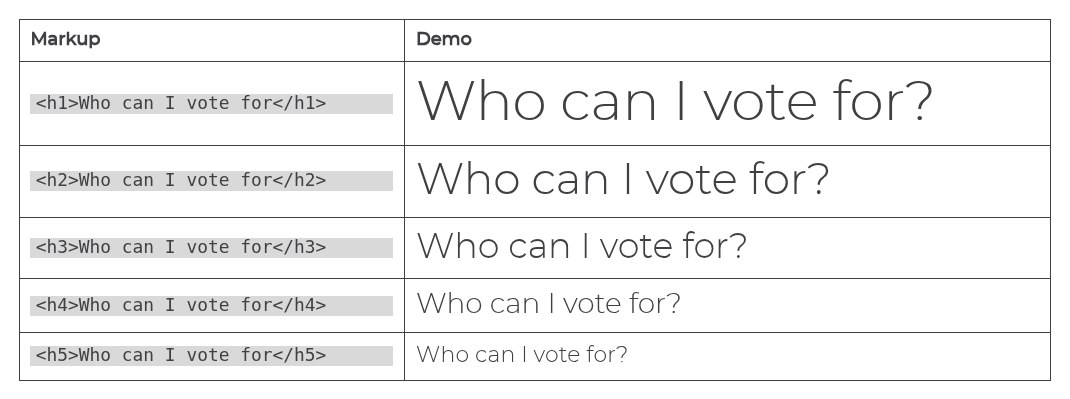 Markup Demo
<h1>Who can I vote for</h1> Who can I vote for?
<h2>Who can I vote for</h2> Who can I vote for?
<h3>Who can I vote for</h3> Who can I vote for?
<h4>Who can I vote for</h4> Who can I vote for?
<h5>Who can I vote for</h5> Who can I vote for?